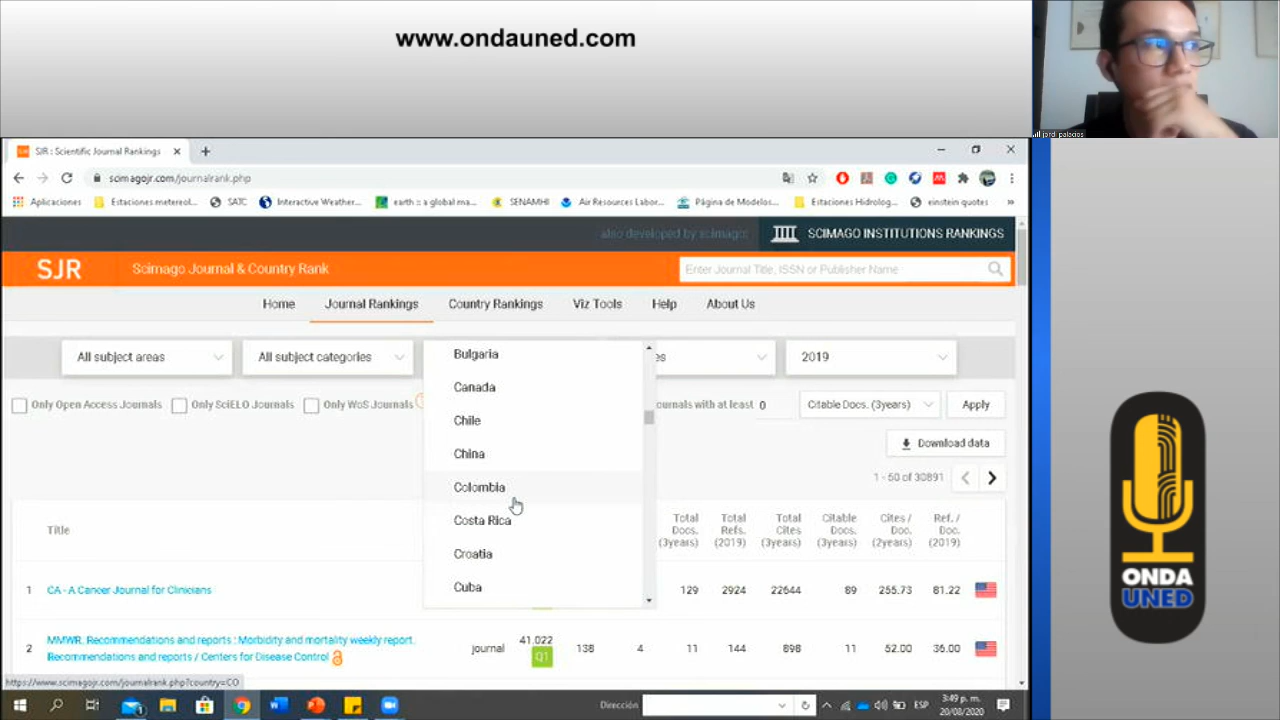 www.ondauned.com
jord_palacios
SJR : Scientific Journal Rankings
scimagojr.com/journalrank.php
Aplicaciones
Estaciones metereol...
SATC
Interactive Weather...
earth :: a global ma...
SENAMHI
Air Resources Labor...
Página de Modelos...
Estaciones Hidrolog...
einstein quotes
also developed by scimago:
SCIMAGO INSTITUTIONS RANKINGS
SJR
Scimago Journal & Country Rank
Enter Journal Title, ISSN or Publisher Name
Home
Journal Rankings
Country Rankings
Viz Tools
Help
About Us
All subject areas
All subject categories
es
2019
Bulgaria
Canada
Chile
China
Colombia
Costa Rica
Croatia
Cuba
Only Open Access Journals
Only SciELO Journals
Only WoS Journals
ournals with at least 0
Citable Docs. (3years)
Apply
Download data
1 - 50 of 30891
Title
Total Docs. (3years)
Total Refs. (2019)
Total Cites (3years)
Citable Docs. (3years)
Cites / Doc. (2years)
Ref. / Doc. (2019)
1 CA - A Cancer Journal for Clinicians 129 2924 22644 89 255.73 81.22
2 MMWR. Recommendations and reports : Morbidity and mortality weekly report.
Recommendations and reports / Centers for Disease Control
journal 41.022 Q1 138 4 11 144 898 11 52.00 36.00
https://www.scimagojr.com/journalrank.php?country=CO
Dirección
ESP
3:49 p. m.
20/08/2020
ONDA
UNED